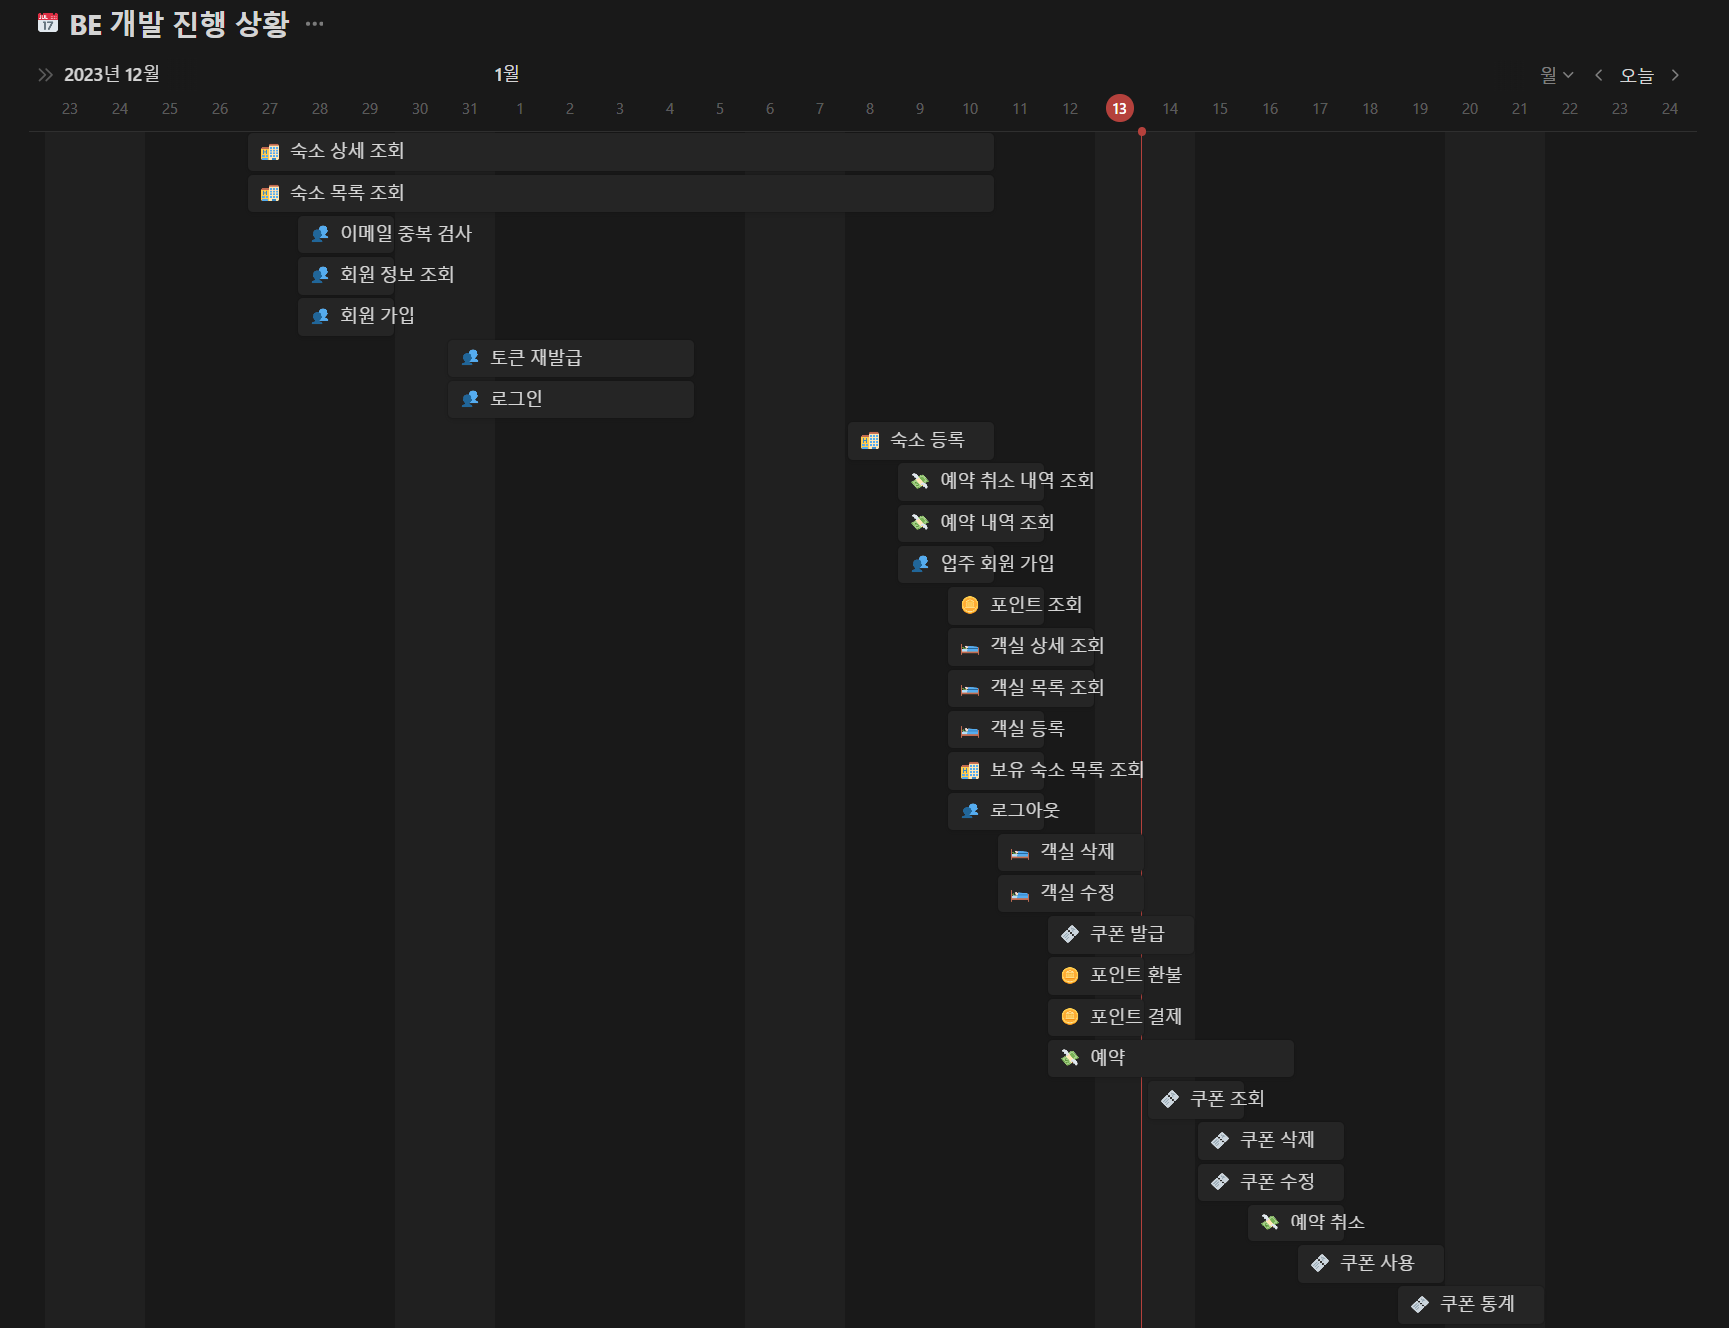 BE 개발 진행 상황 ···
2023년 12월 1월 월 오늘
23 24 25 26 27 28 29 30 31 1 2 3 4 5 6 7 8 9 10 11 12 13 14 15 16 17 18 19 20 21 22 23 24
숙소 상세 조회
숙소 목록 조회
이메일 중복 검사
회원 정보 조회
회원 가입
토큰 재발급
로그인
숙소 등록
예약 취소 내역 조회
예약 내역 조회
업주 회원 가입
포인트 조회
객실 상세 조회
객실 목록 조회
객실 등록
보유 숙소 목록 조회
로그아웃
객실 삭제
객실 수정
쿠폰 발급
포인트 환불
포인트 결제
예약
쿠폰 조회
쿠폰 삭제
쿠폰 수정
예약 취소
쿠폰 사용
쿠폰 통계